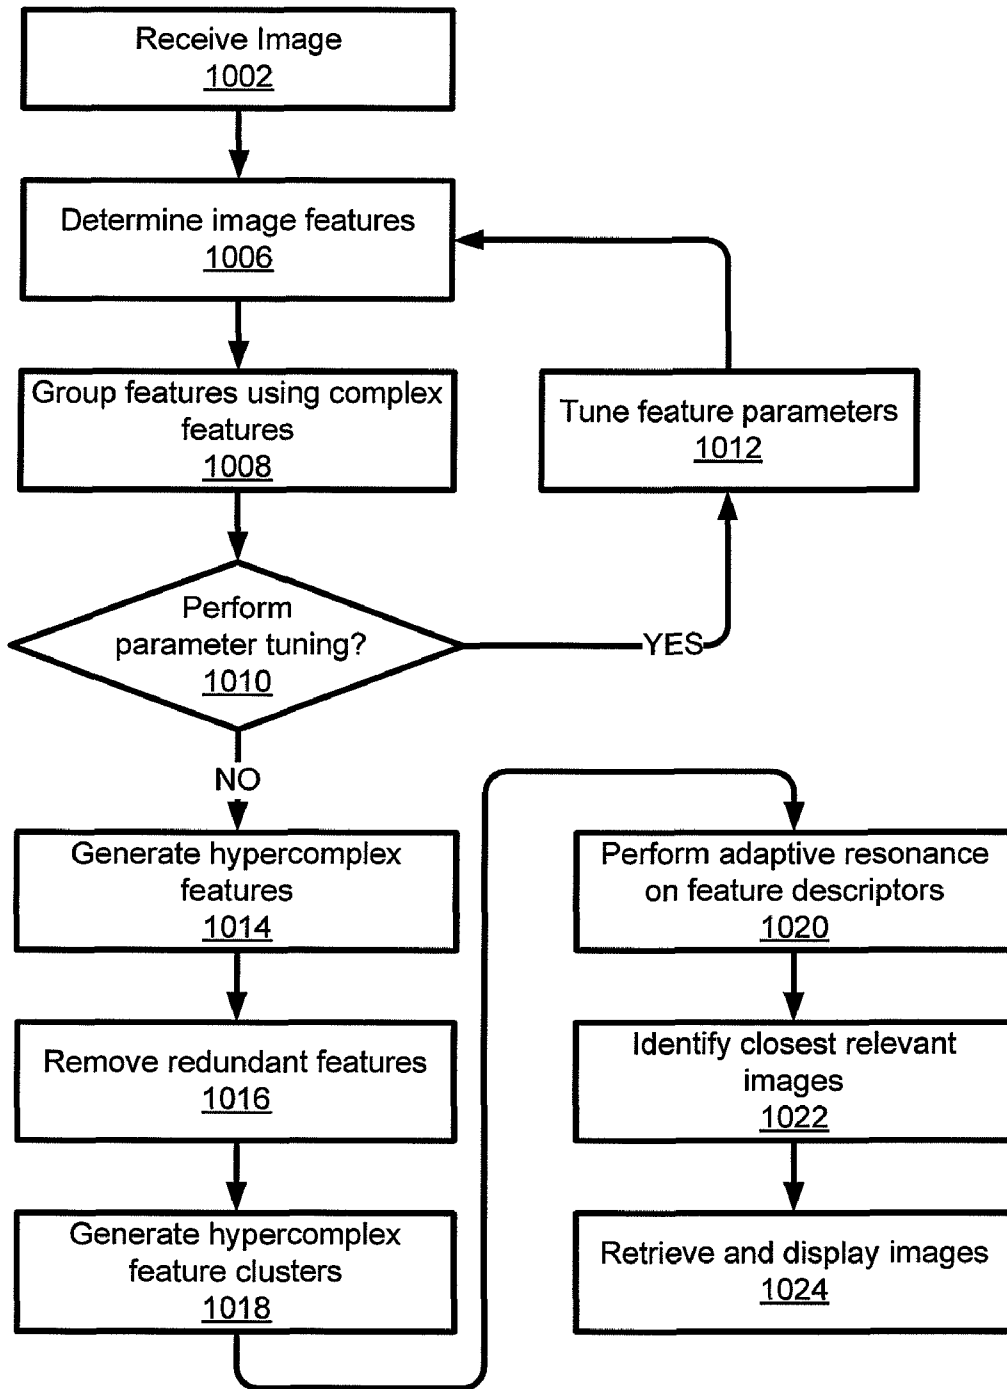 Receive Image
1002
Determine image features
1006
Group features using complex
features
1008
Tune feature parameters
1012
Perform
parameter tuning?
1010
YES
NO
Generate hypercomplex
features
1014
Remove redundant features
1016
Generate hypercomplex
feature clusters
1018
Perform adaptive resonance
on feature descriptors
1020
Identify closest relevant
images
1022
Retrieve and display images
1024